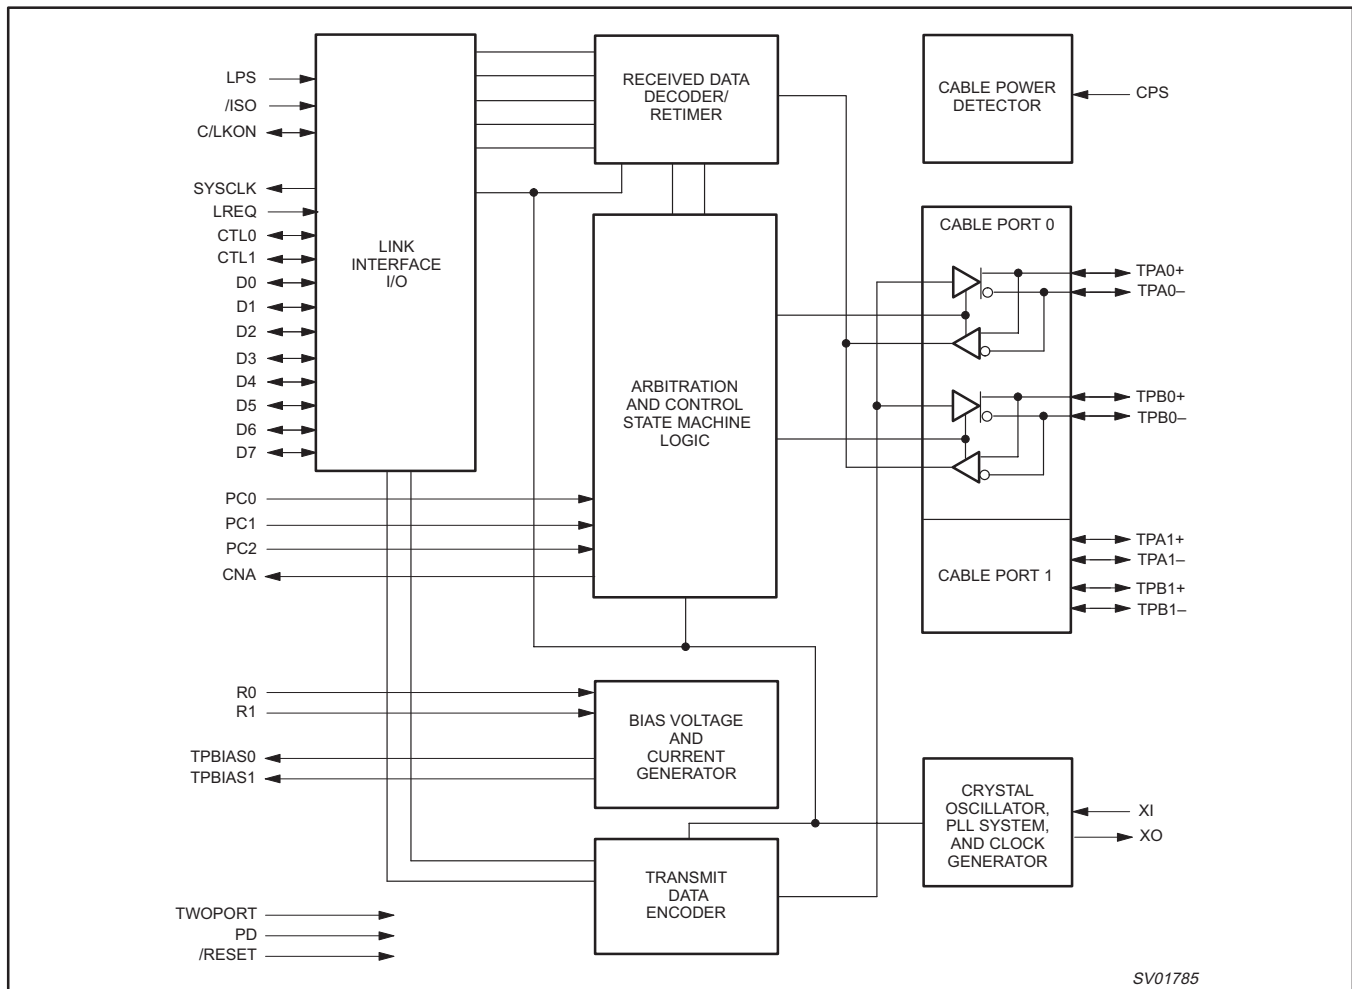 LPS
/ISO
C/LKON
SYSCLK
LREQ
CTL0
CTL1
D0
D1
D2
D3
D4
D5
D6
D7
PC0
PC1
PC2
CNA
R0
R1
TPBIAS0
TPBIAS1
TWOPORT
PD
/RESET
LINK
INTERFACE
I/O
RECEIVED DATA
DECODER/
RETIMER
ARBITRATION
AND CONTROL
STATE MACHINE
LOGIC
BIAS VOLTAGE
AND
CURRENT
GENERATOR
TRANSMIT
DATA
ENCODER
CABLE POWER
DETECTOR
CPS
CABLE PORT 0
TPA0+
TPA0–
TPB0+
TPB0–
CABLE PORT 1
TPA1+
TPA1–
TPB1+
TPB1–
CRYSTAL
OSCILLATOR,
PLL SYSTEM,
AND CLOCK
GENERATOR
XI
XO
SV01785